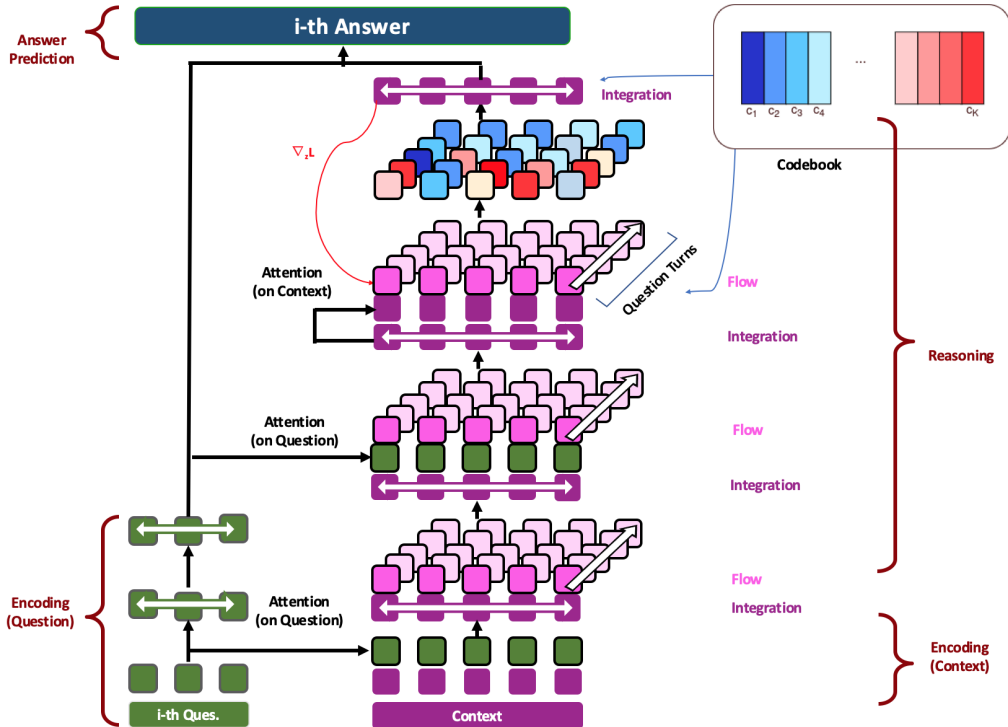 i-th Answer
Answer
Prediction
Integration
c1 c2 c3 c4
...
cK
Codebook
∇zL
Attention
(on Context)
Question Turns
Flow
Integration
Reasoning
Attention
(on Question)
Flow
Integration
Encoding
(Question)
Attention
(on Question)
Flow
Integration
Encoding
(Context)
i-th Ques.
Context